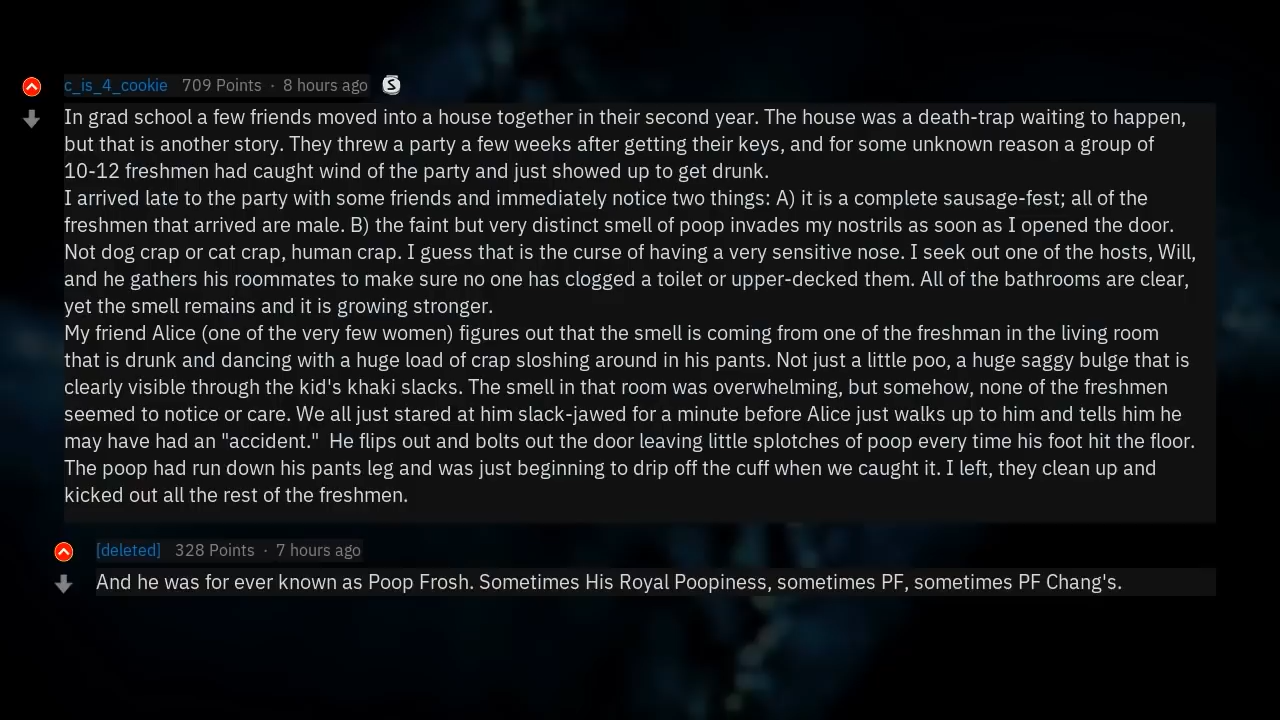 c_is_4_cookie 709 Points · 8 hours ago S
In grad school a few friends moved into a house together in their second year. The house was a death-trap waiting to happen,
but that is another story. They threw a party a few weeks after getting their keys, and for some unknown reason a group of
10-12 freshmen had caught wind of the party and just showed up to get drunk.
I arrived late to the party with some friends and immediately notice two things: A) it is a complete sausage-fest; all of the
freshmen that arrived are male. B) the faint but very distinct smell of poop invades my nostrils as soon as I opened the door.
Not dog crap or cat crap, human crap. I guess that is the curse of having a very sensitive nose. I seek out one of the hosts, Will,
and he gathers his roommates to make sure no one has clogged a toilet or upper-decked them. All of the bathrooms are clear,
yet the smell remains and it is growing stronger.
My friend Alice (one of the very few women) figures out that the smell is coming from one of the freshman in the living room
that is drunk and dancing with a huge load of crap sloshing around in his pants. Not just a little poo, a huge saggy bulge that is
clearly visible through the kid's khaki slacks. The smell in that room was overwhelming, but somehow, none of the freshmen
seemed to notice or care. We all just stared at him slack-jawed for a minute before Alice just walks up to him and tells him he
may have had an "accident."  He flips out and bolts out the door leaving little splotches of poop every time his foot hit the floor.
The poop had run down his pants leg and was just beginning to drip off the cuff when we caught it. I left, they clean up and
kicked out all the rest of the freshmen.
[deleted] 328 Points · 7 hours ago
And he was for ever known as Poop Frosh. Sometimes His Royal Poopiness, sometimes PF, sometimes PF Chang's.